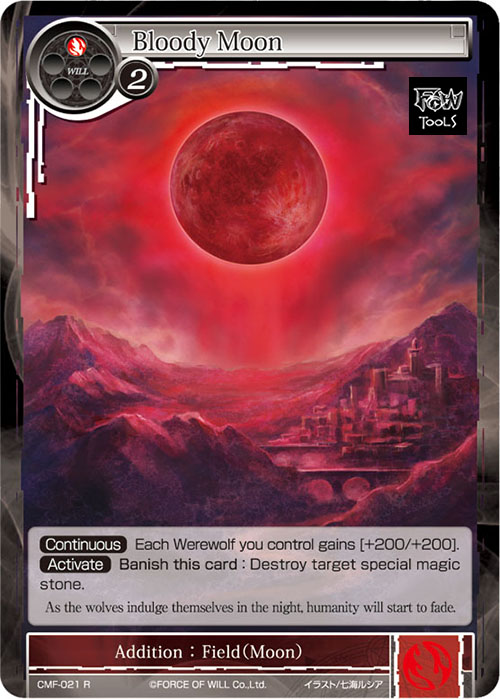 Bloody Moon
WILL
2
FOW
TOOLS
Continuous Each Werewolf you control gains [+200/+200].
Activate Banish this card : Destroy target special magic
stone.
As the wolves indulge themselves in the night, humanity will start to fade.
Addition : Field(Moon)
CMF-021 R ©FORCE OF WILL Co.,Ltd. イラスト/七海ルシア